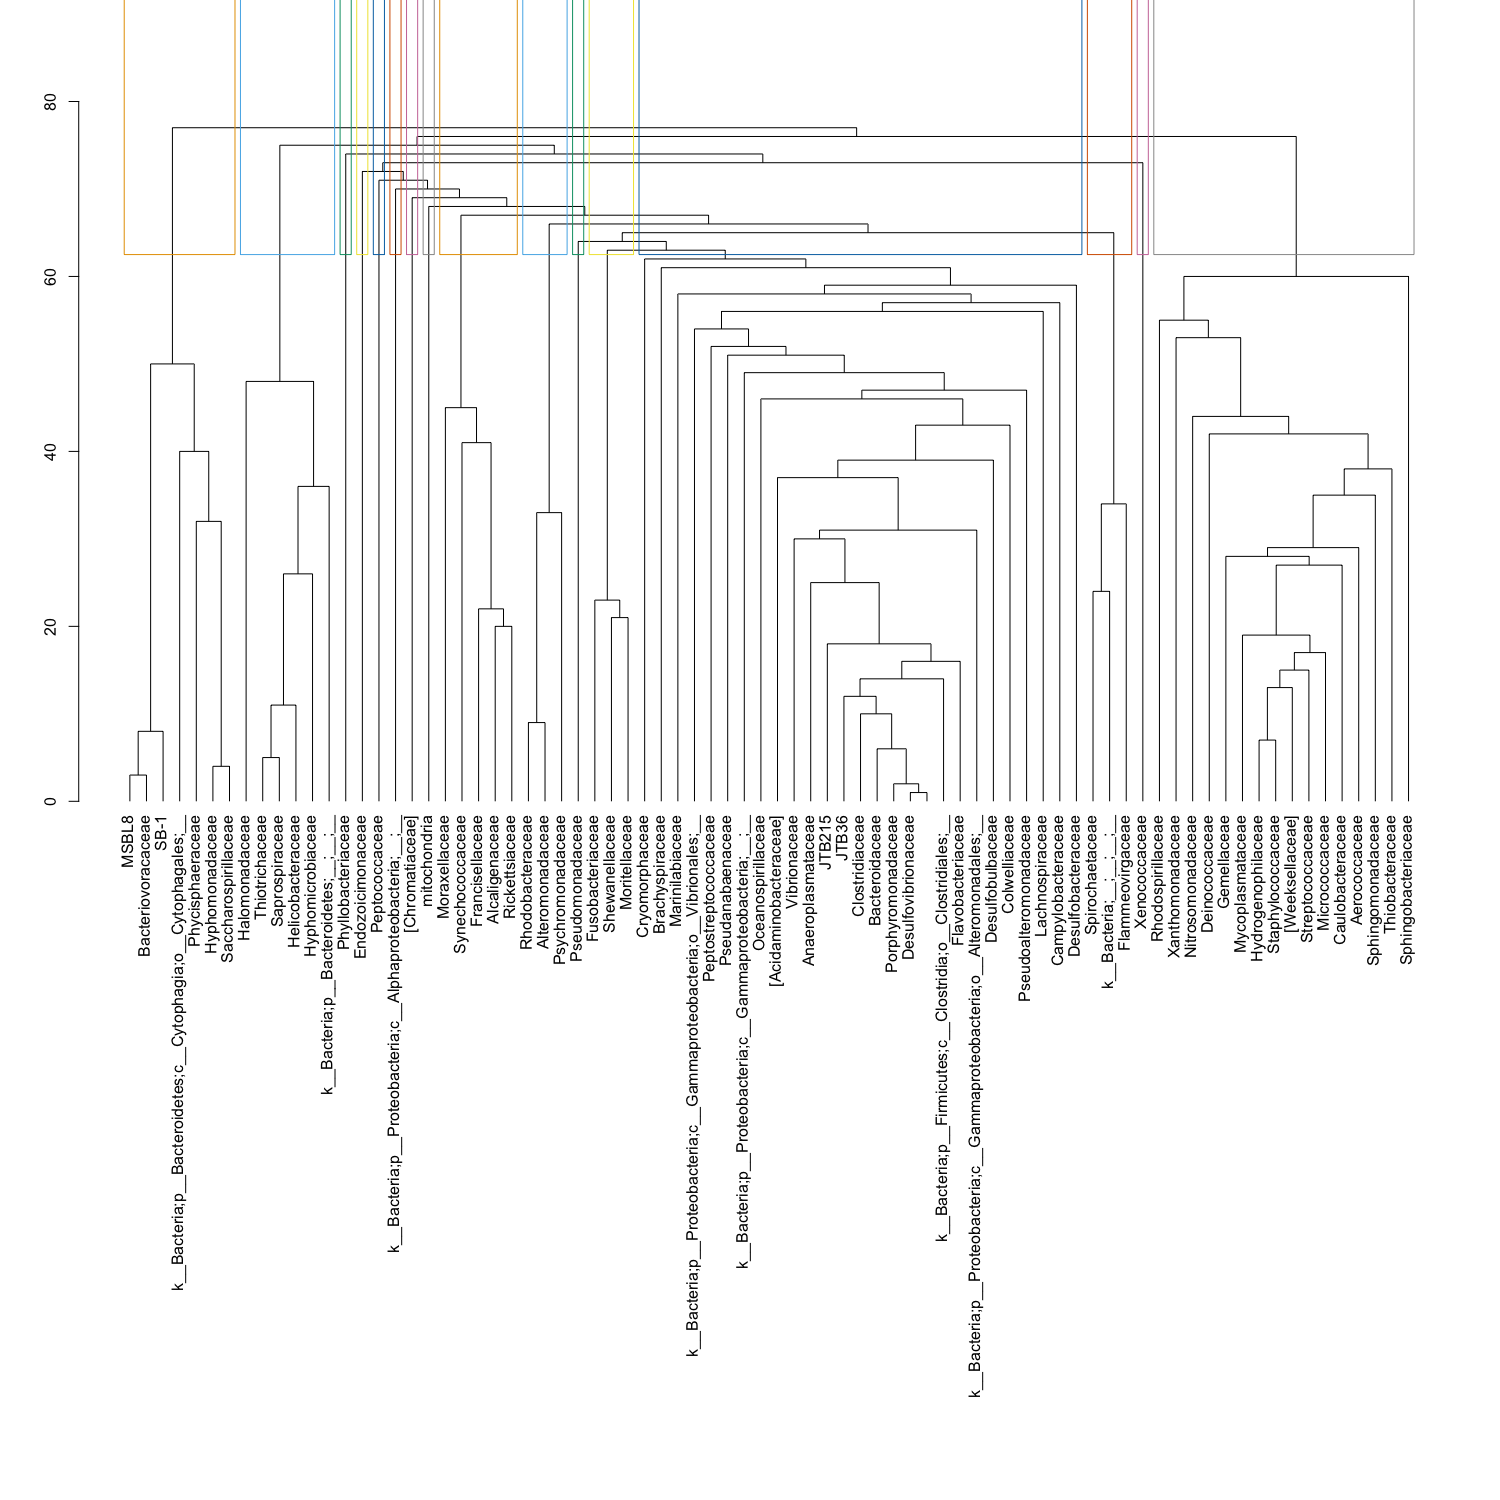 80
60
40
20
0
MSBL8
Bacteriovoracaceae
SB-1
k__Bacteria;p__Bacteroidetes;c__Cytophagia;o__Cytophagales;__
Phycisphaeraceae
Hyphomonadaceae
Saccharospirillaceae
Halomonadaceae
Thiotrichaceae
Saprospiraceae
Helicobacteraceae
Hyphomicrobiaceae
k__Bacteria;p__Bacteroidetes;__;__;__
Phyllobacteriaceae
Endozoicimonaceae
Peptococcaceae
k__Bacteria;p__Proteobacteria;c__Alphaproteobacteria;__;__
[Chromatiaceae]
mitochondria
Moraxellaceae
Synechococcaceae
Francisellaceae
Alcaligenaceae
Rickettsiaceae
Rhodobacteraceae
Alteromonadaceae
Psychromonadaceae
Pseudomonadaceae
Fusobacteriaceae
Shewanellaceae
Moritellaceae
Cryomorphaceae
Brachyspiraceae
Marinilabiaceae
k__Bacteria;p__Proteobacteria;c__Gammaproteobacteria;o__Vibrionales;__
Peptostreptococcaceae
Pseudanabaenaceae
k__Bacteria;p__Proteobacteria;c__Gammaproteobacteria;__;__
Oceanospirillaceae
[Acidaminobacteraceae]
Vibrionaceae
Anaeroplasmataceae
JTB215
JTB36
Clostridiaceae
Bacteroidaceae
Porphyromonadaceae
Desulfovibrionaceae
k__Bacteria;p__Firmicutes;c__Clostridia;o__Clostridiales;__
Flavobacteriaceae
k__Bacteria;p__Proteobacteria;c__Gammaproteobacteria;o__Alteromonadales;__
Desulfobulbaceae
Colwelliaceae
Pseudoalteromonadaceae
Lachnospiraceae
Campylobacteraceae
Desulfobacteraceae
Spirochaetaceae
k__Bacteria;__;__;__;__
Flammeovirgaceae
Xenococcaceae
Rhodospirillaceae
Xanthomonadaceae
Nitrosomonadaceae
Deinococcaceae
Gemellaceae
Mycoplasmataceae
Hydrogenophilaceae
Staphylococcaceae
[Weeksellaceae]
Streptococcaceae
Micrococcaceae
Caulobacteraceae
Aerococcaceae
Sphingomonadaceae
Thiobacteraceae
Sphingobacteriaceae